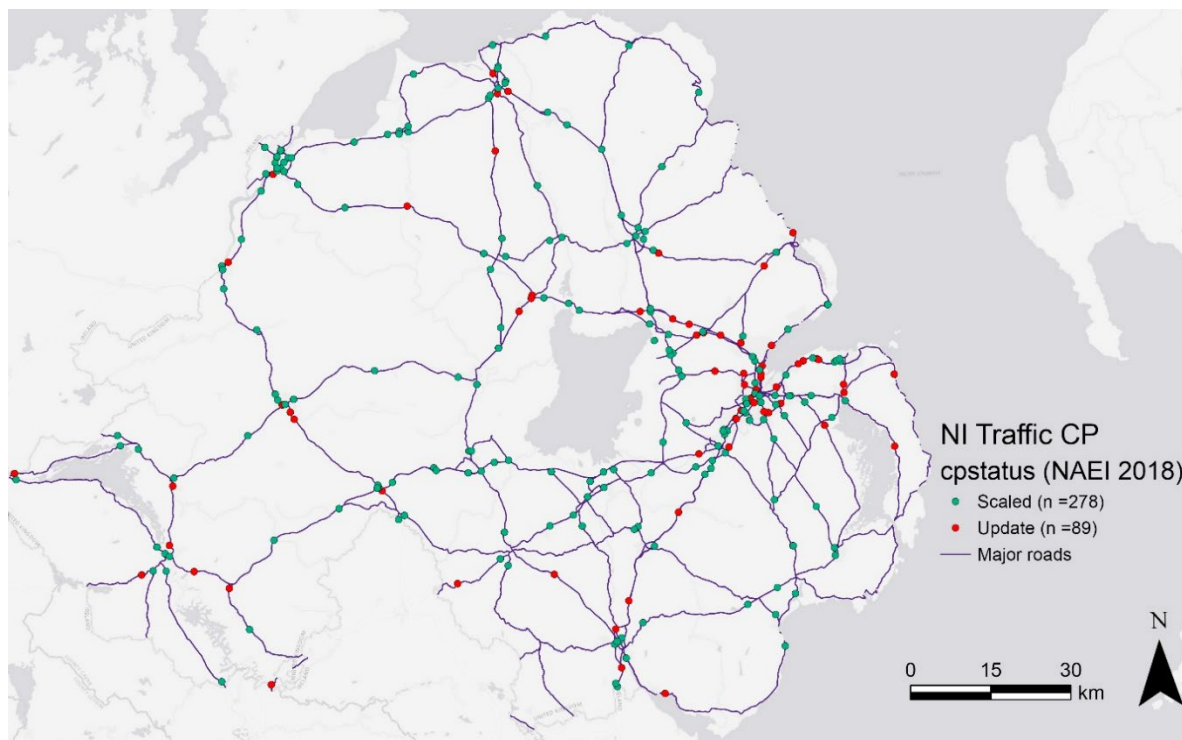 NI Traffic CP
cpstatus (NAEI 2018)
Scaled (n =278)
Update (n =89)
Major roads
N
0 15 30
km